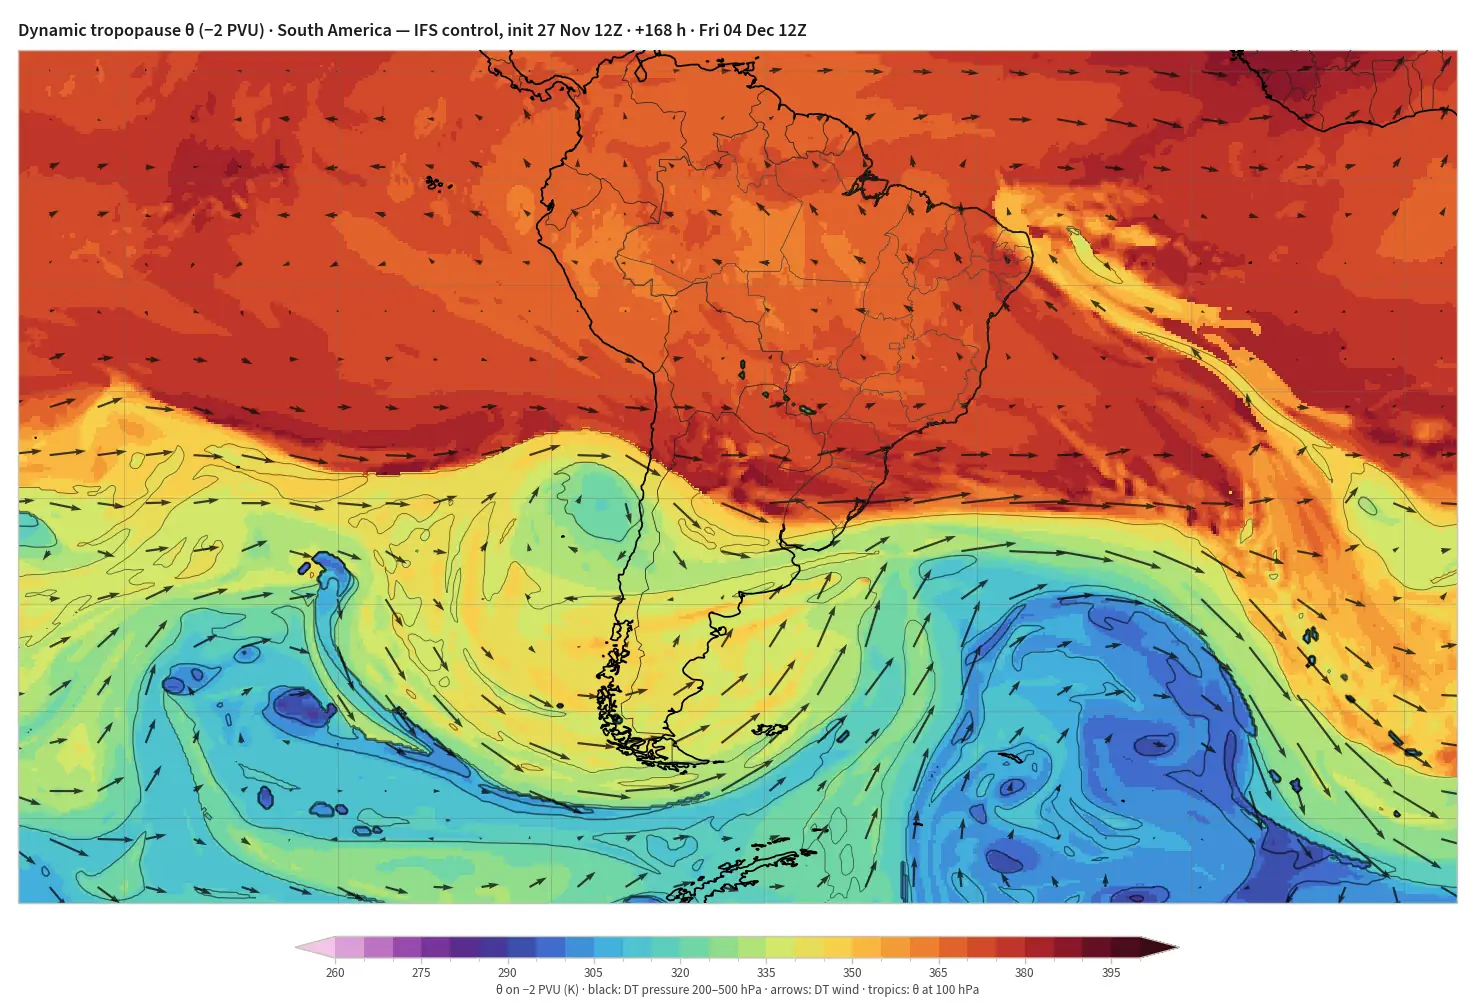 Dynamic tropopause θ (−2 PVU) · South America — IFS control, init 27 Nov 12Z · +168 h · Fri 04 Dec 12Z
260 275 290 305 320 335 350 365 380 395
θ on −2 PVU (K) · black: DT pressure 200–500 hPa · arrows: DT wind · tropics: θ at 100 hPa